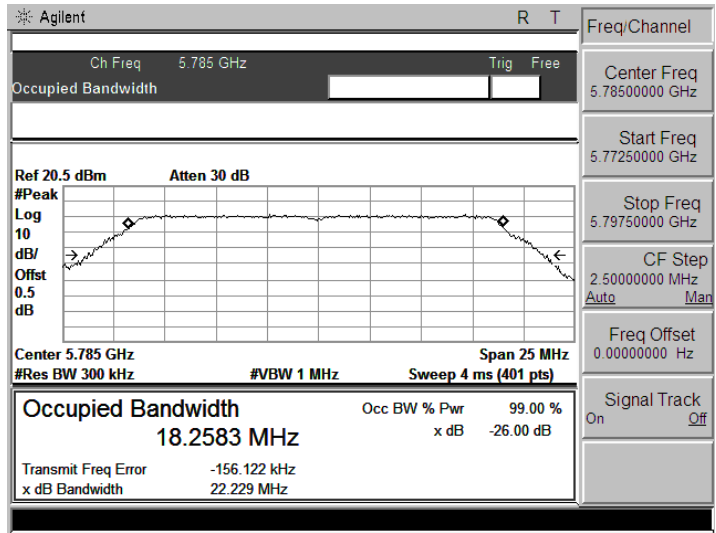 Agilent R T
Freq/Channel
Ch Freq 5.785 GHz Trig Free
Occupied Bandwidth
Center Freq
5.78500000 GHz
Start Freq
5.77250000 GHz
Stop Freq
5.79750000 GHz
CF Step
2.50000000 MHz
Auto Man
Freq Offset
0.00000000 Hz
Signal Track
On Off
Ref 20.5 dBm Atten 30 dB
#Peak
Log
10
dB/
Offst
0.5
dB
Center 5.785 GHz Span 25 MHz
#Res BW 300 kHz #VBW 1 MHz Sweep 4 ms (401 pts)
Occupied Bandwidth Occ BW % Pwr 99.00 %
18.2583 MHz x dB -26.00 dB
Transmit Freq Error -156.122 kHz
x dB Bandwidth 22.229 MHz